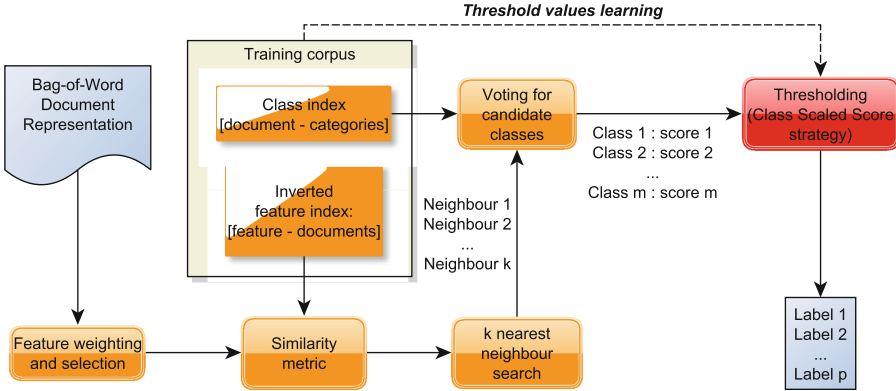 Threshold values learning
Training corpus
Bag-of-Word
Document
Representation
Class index
[document - categories]
Voting for
candidate
classes
Thresholding
(Class Scaled Score
strategy)
Class 1 : score 1
Class 2 : score 2
...
Class m : score m
Inverted
feature index:
[feature - documents]
Neighbour 1
Neighbour 2
...
Neighbour k
Feature weighting
and selection
Similarity
metric
k nearest
neighbour
search
Label 1
Label 2
...
Label p